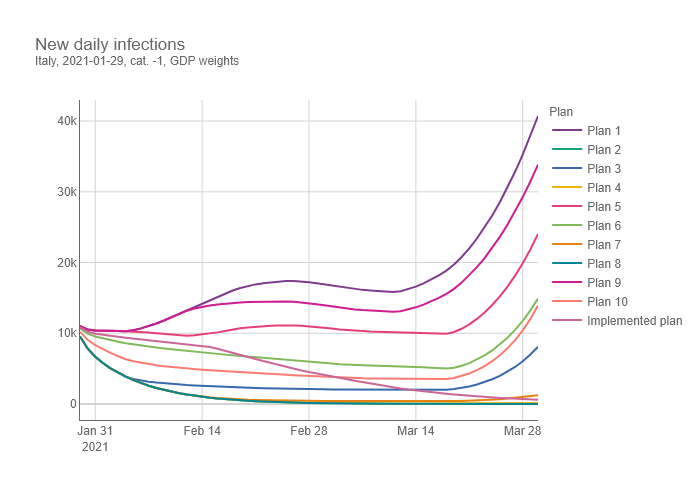 New daily infections
Italy, 2021-01-29, cat. -1, GDP weights
40k
30k
20k
10k
0
Jan 31
2021
Feb 14
Feb 28
Mar 14
Mar 28
Plan
Plan 1
Plan 2
Plan 3
Plan 4
Plan 5
Plan 6
Plan 7
Plan 8
Plan 9
Plan 10
Implemented plan